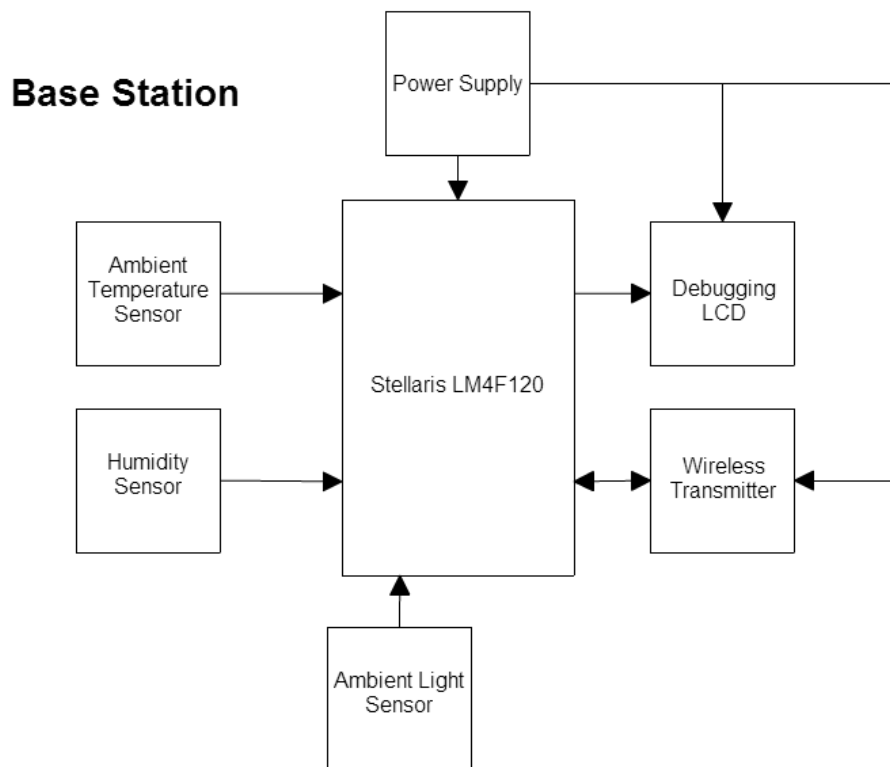 Power Supply
Base Station
Ambient
Temperature
Sensor
Debugging
LCD
Stellaris LM4F120
Humidity
Sensor
Wireless
Transmitter
Ambient Light
Sensor